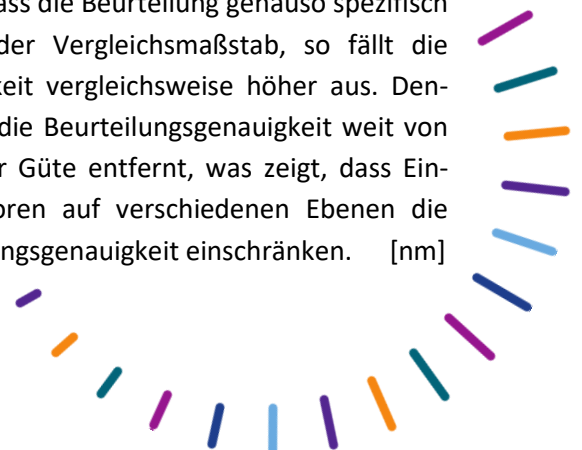 ass die Beurteilung genauso spezifisch
der Vergleichsmaßstab, so fällt die
keit vergleichsweise höher aus. Den-
die Beurteilungsgenauigkeit weit von
r Güte entfernt, was zeigt, dass Ein-
oren auf verschiedenen Ebenen die
ngsgenauigkeit einschränken. [nm]